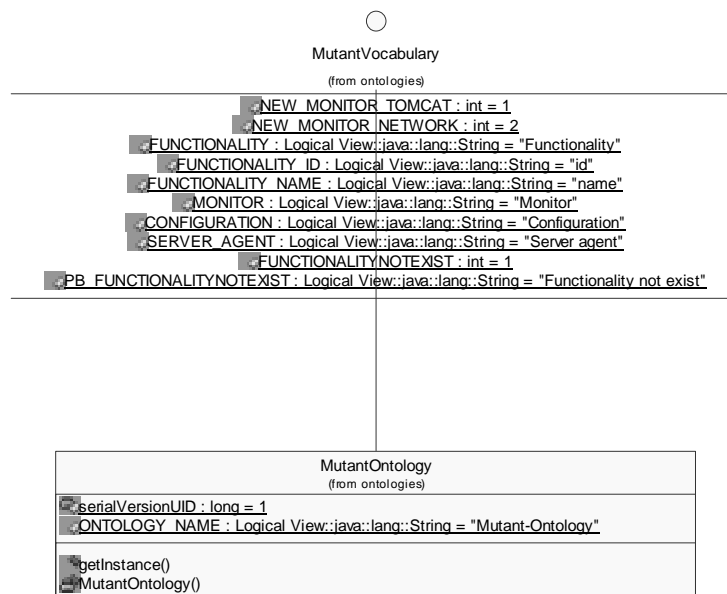 MutantVocabulary
(from ontologies)
NEW_MONITOR_TOMCAT : int = 1
NEW_MONITOR_NETWORK : int = 2
FUNCTIONALITY : Logical View::java::lang::String = "Functionality"
FUNCTIONALITY_ID : Logical View::java::lang::String = "id"
FUNCTIONALITY_NAME : Logical View::java::lang::String = "name"
MONITOR : Logical View::java::lang::String = "Monitor"
CONFIGURATION : Logical View::java::lang::String = "Configuration"
SERVER_AGENT : Logical View::java::lang::String = "Server agent"
FUNCTIONALITYNOTEXIST : int = 1
PB_FUNCTIONALITYNOTEXIST : Logical View::java::lang::String = "Functionality not exist"
MutantOntology
(from ontologies)
serialVersionUID : long = 1
ONTOLOGY_NAME : Logical View::java::lang::String = "Mutant-Ontology"
getInstance()
MutantOntology()